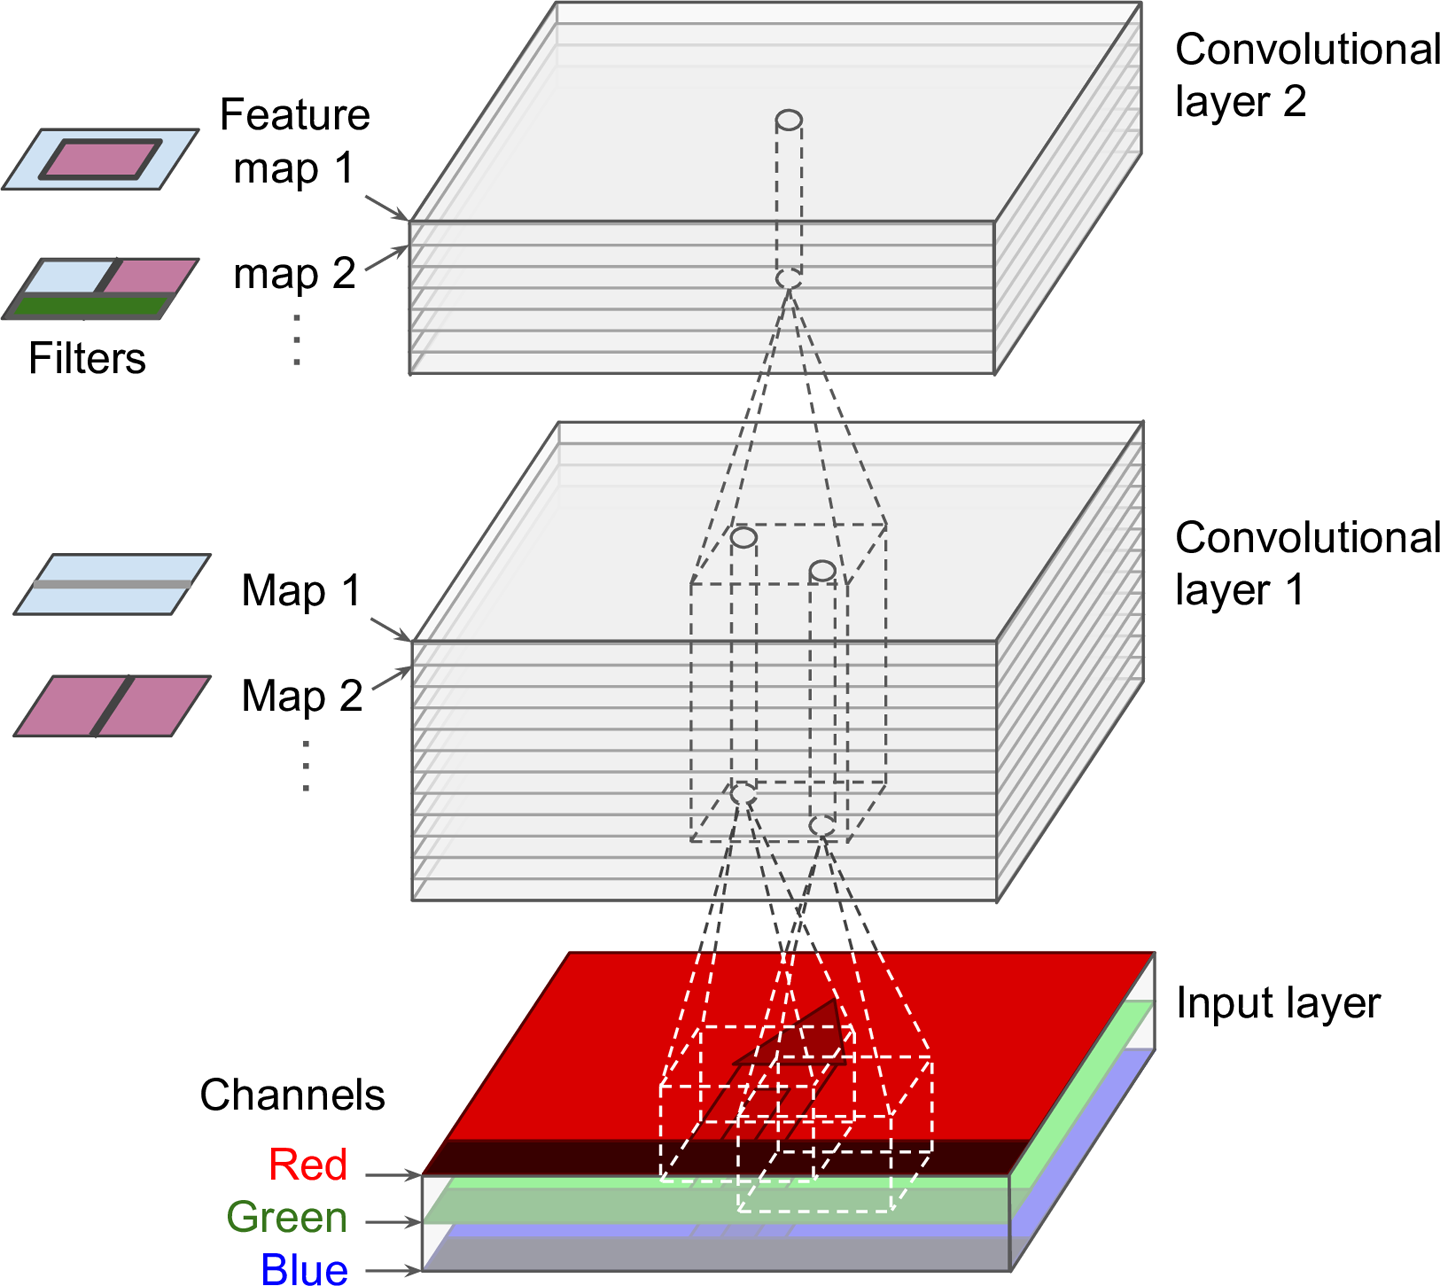 Convolutional
layer 2
Feature
map 1
map 2
Filters
Convolutional
layer 1
Map 1
Map 2
Input layer
Channels
Red
Green
Blue